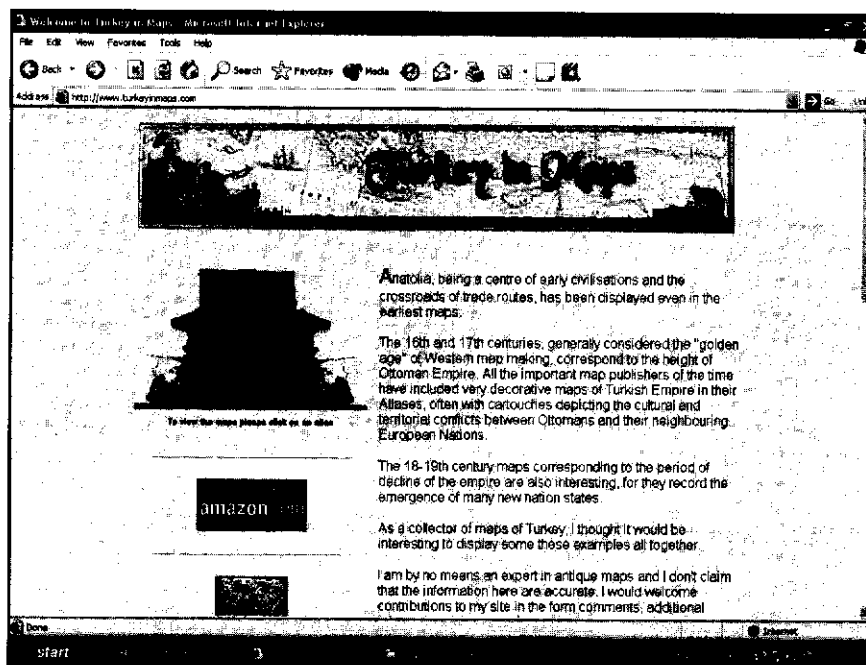 Welcome to Turkey in Maps - Microsoft Internet Explorer
File Edit View Favorites Tools Help
Back Search Favorites Media
Address http://www.turkeyinmaps.com Go
Turkey in Maps
Anatolia, being a centre of early civilisations and the
crossroads of trade routes, has been displayed even in the
earliest maps.
The 16th and 17th centuries, generally considered the "golden
age" of Western map making, correspond to the height of
Ottoman Empire. All the important map publishers of the time
have included very decorative maps of Turkish Empire in their
Atlases, often with cartouches depicting the cultural and
territorial conflicts between Ottomans and their neighbouring
European Nations.
To view the maps please click on an atlas
The 18-19th century maps corresponding to the period of
decline of the empire are also interesting, for they record the
emergence of many new nation states.
amazon
As a collector of maps of Turkey, I thought it would be
interesting to display some these examples all together.
I am by no means an expert in antique maps and I don't claim
that the information here are accurate. I would welcome
contributions to my site in the form comments, additional
Done Internet
start